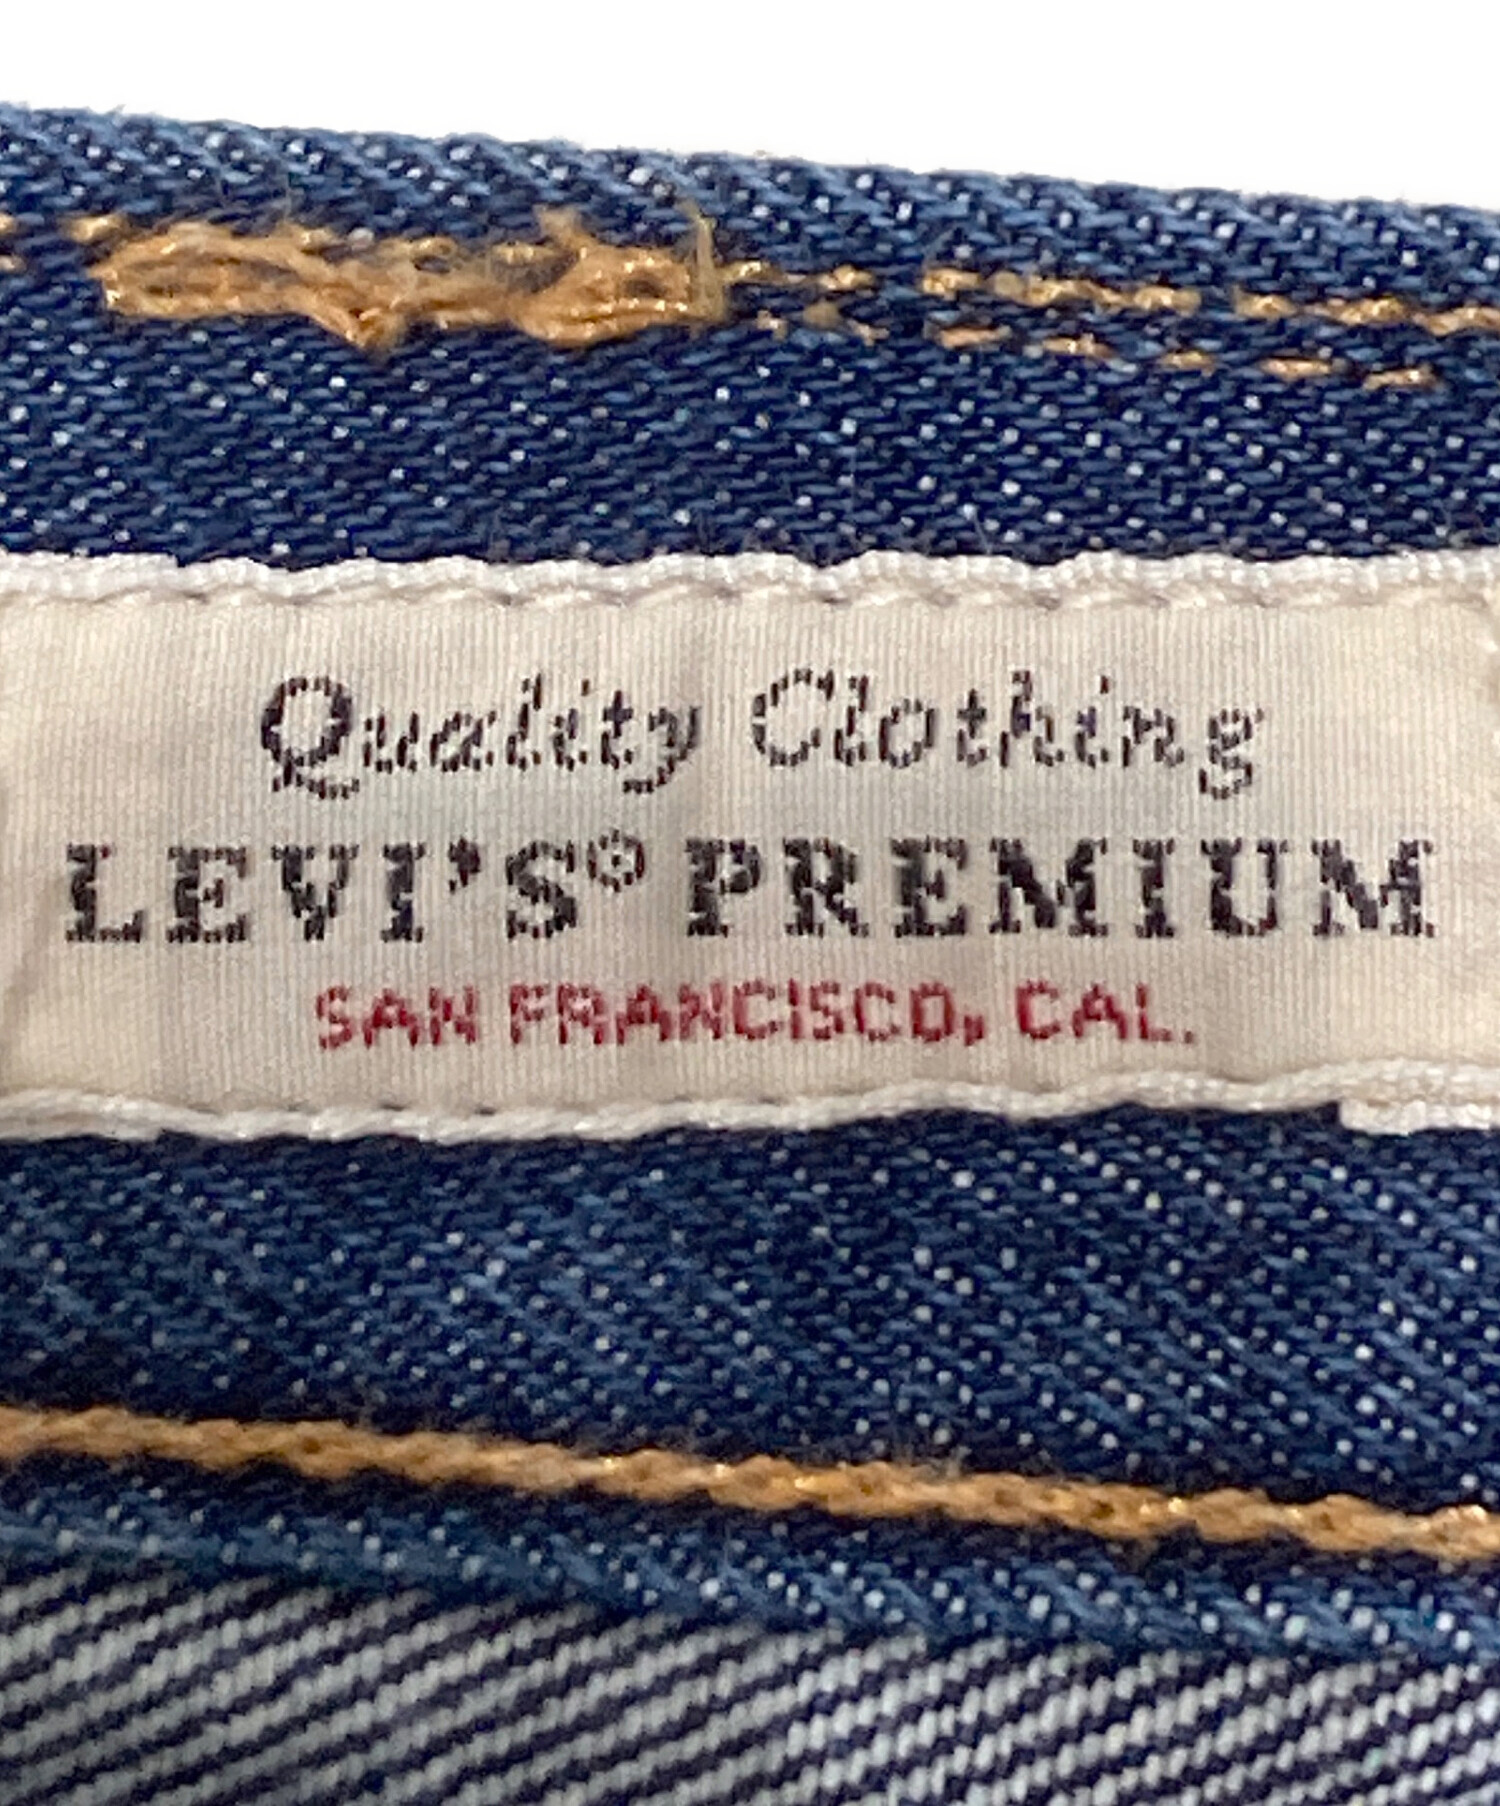 Quality Clothing
LEVI'S® PREMIUM
SAN FRANCISCO, CAL.